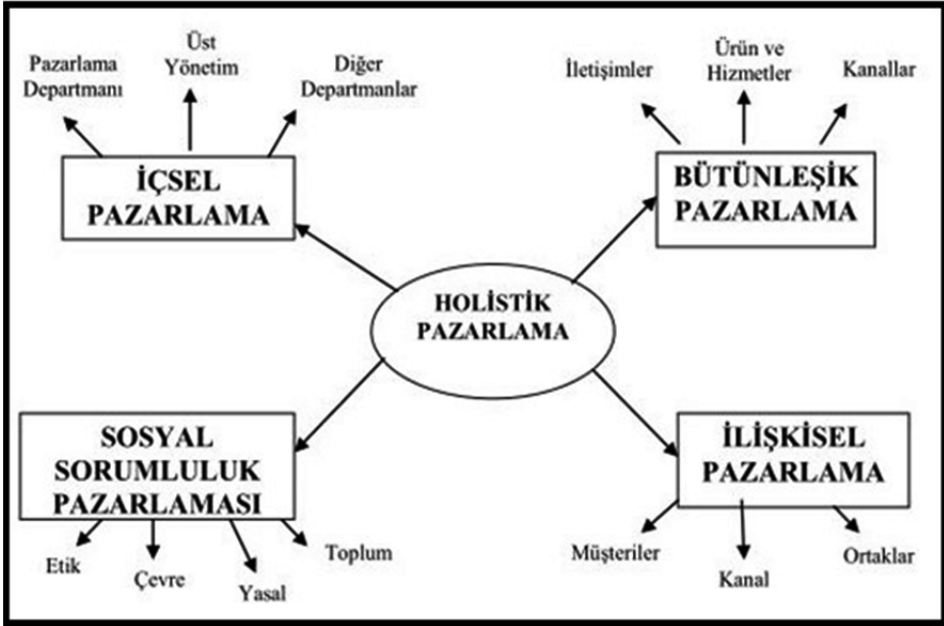 Pazarlama
Departmanı
Üst
Yönetim
Diğer
Departmanlar
İÇSEL
PAZARLAMA
İletişimler
Ürün ve
Hizmetler
Kanallar
BÜTÜNLEŞİK
PAZARLAMA
HOLİSTİK
PAZARLAMA
SOSYAL
SORUMLULUK
PAZARLAMASI
Etik
Çevre
Yasal
Toplum
İLİŞKİSEL
PAZARLAMA
Müşteriler
Kanal
Ortaklar